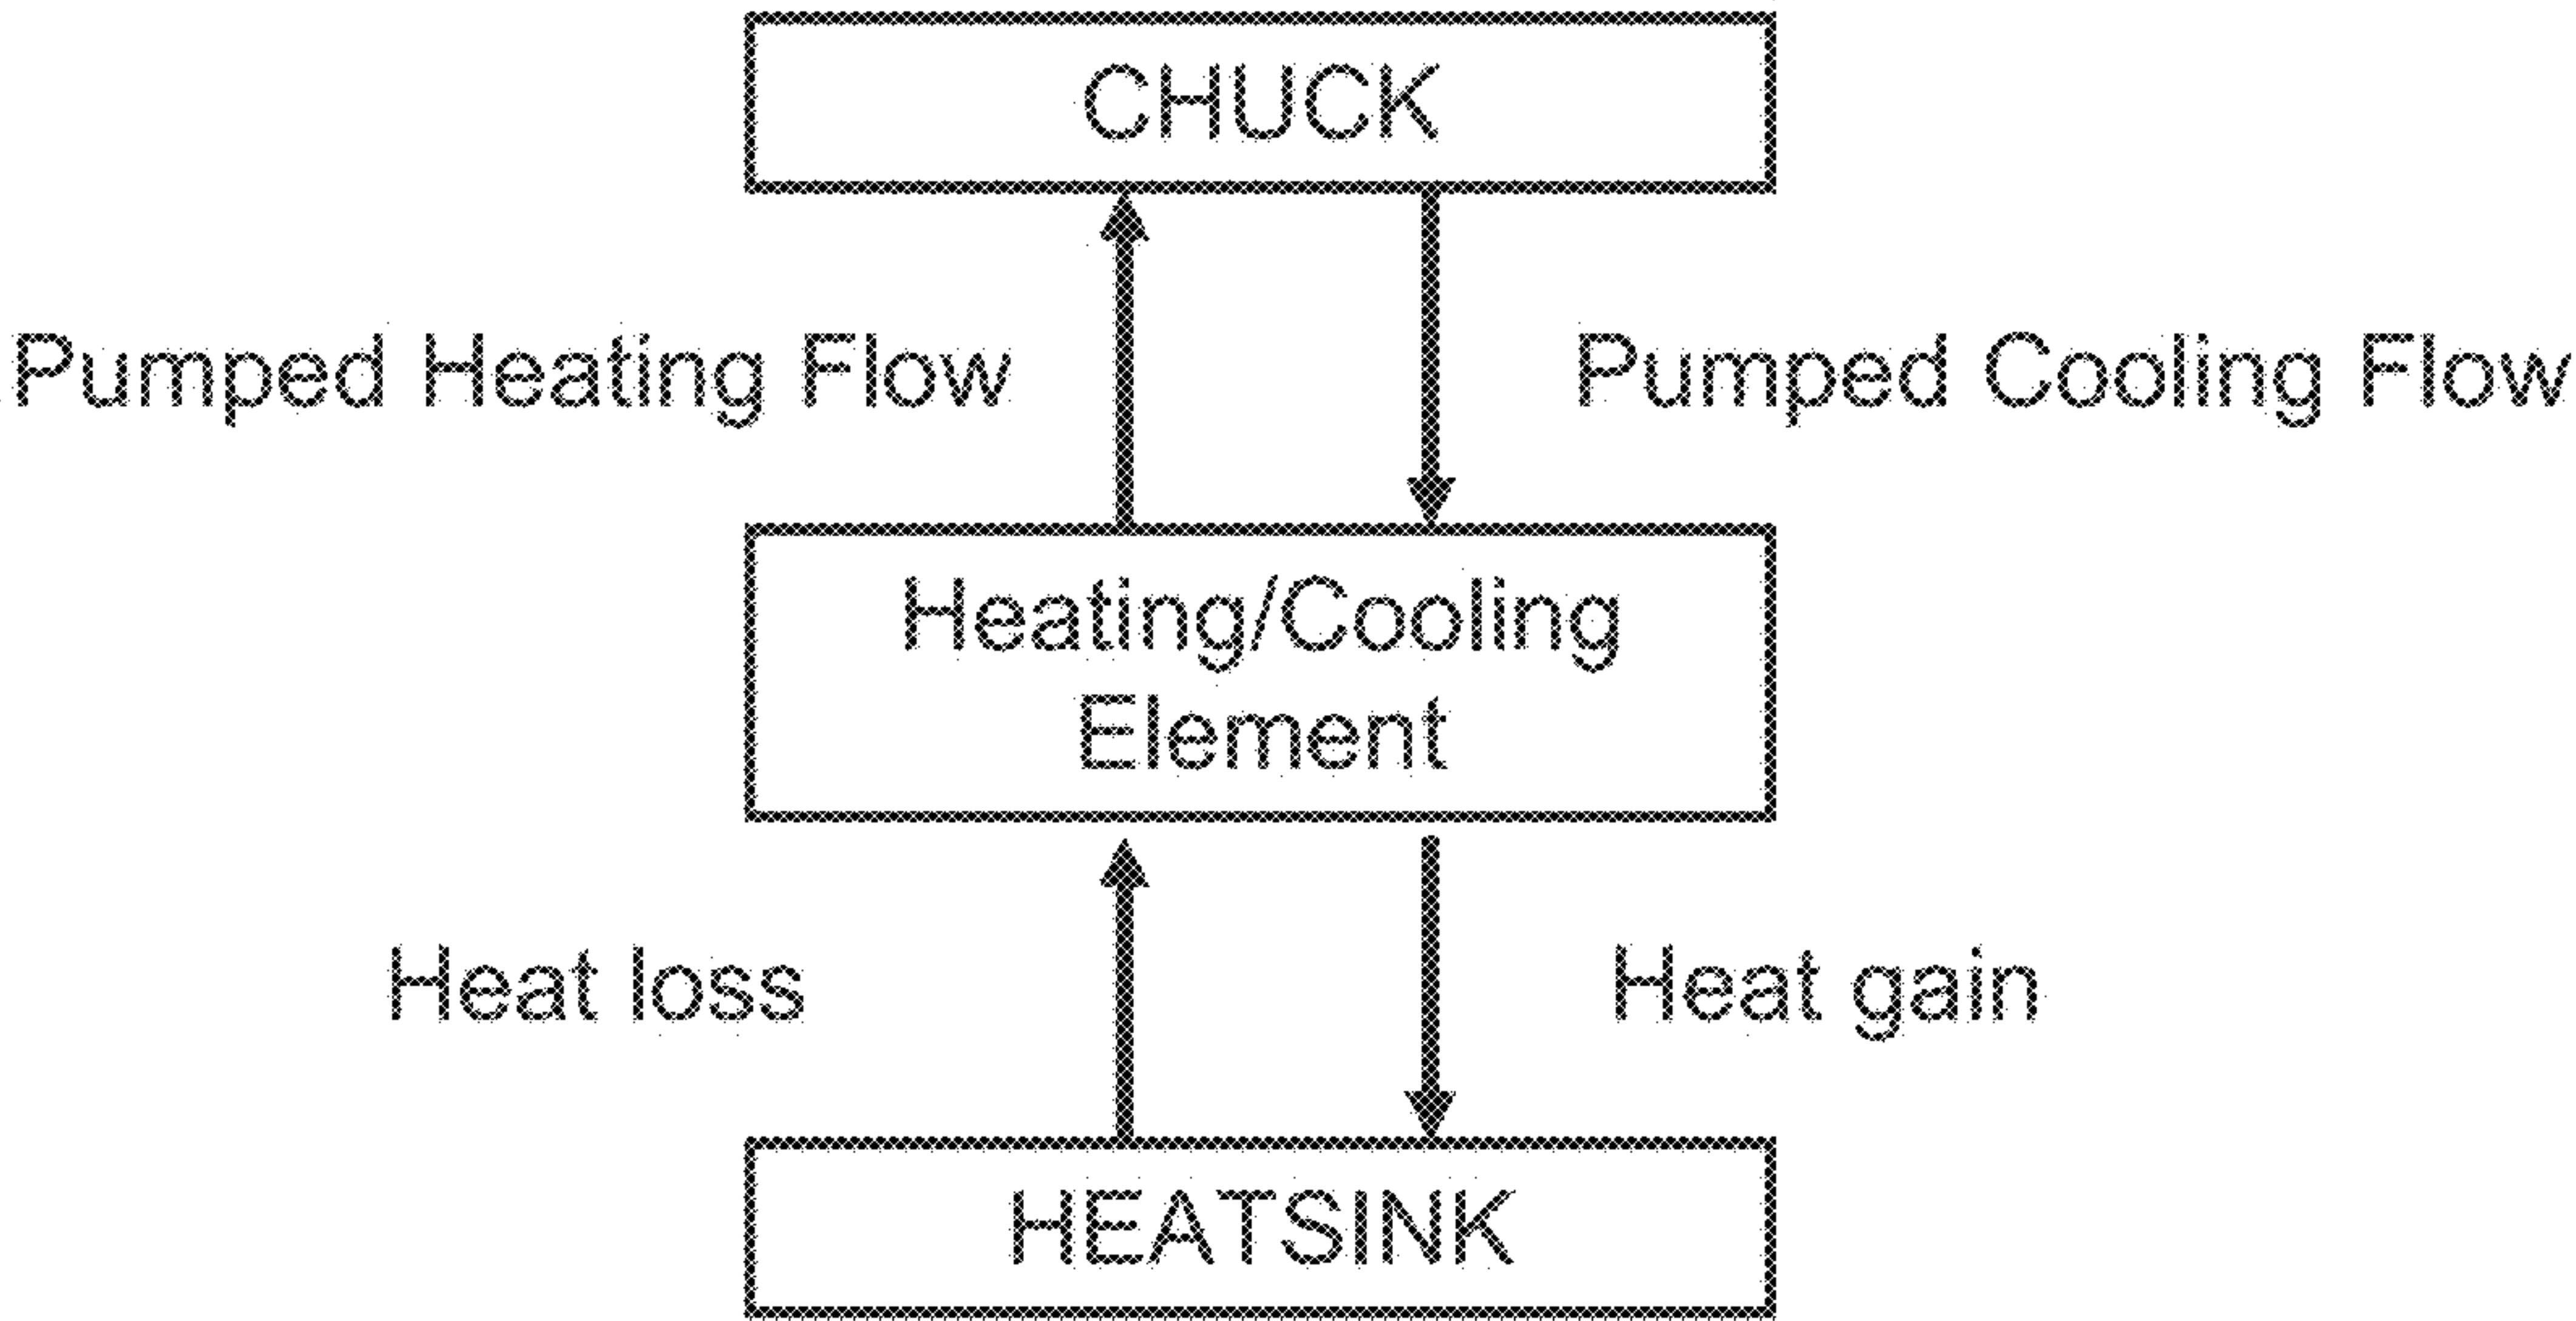 CHUCK
Pumped Heating Flow
Pumped Cooling Flow
Heating/Cooling
Element
Heat loss
Heat gain
HEATSINK